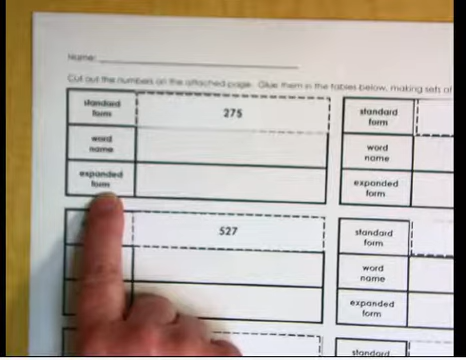 Name:
Cut out the numbers on the attached page. Glue them in the tables below, making sets of
standard form
275
word name
expanded form
standard form
word name
expanded form
527
standard form
word name
expanded form
standard